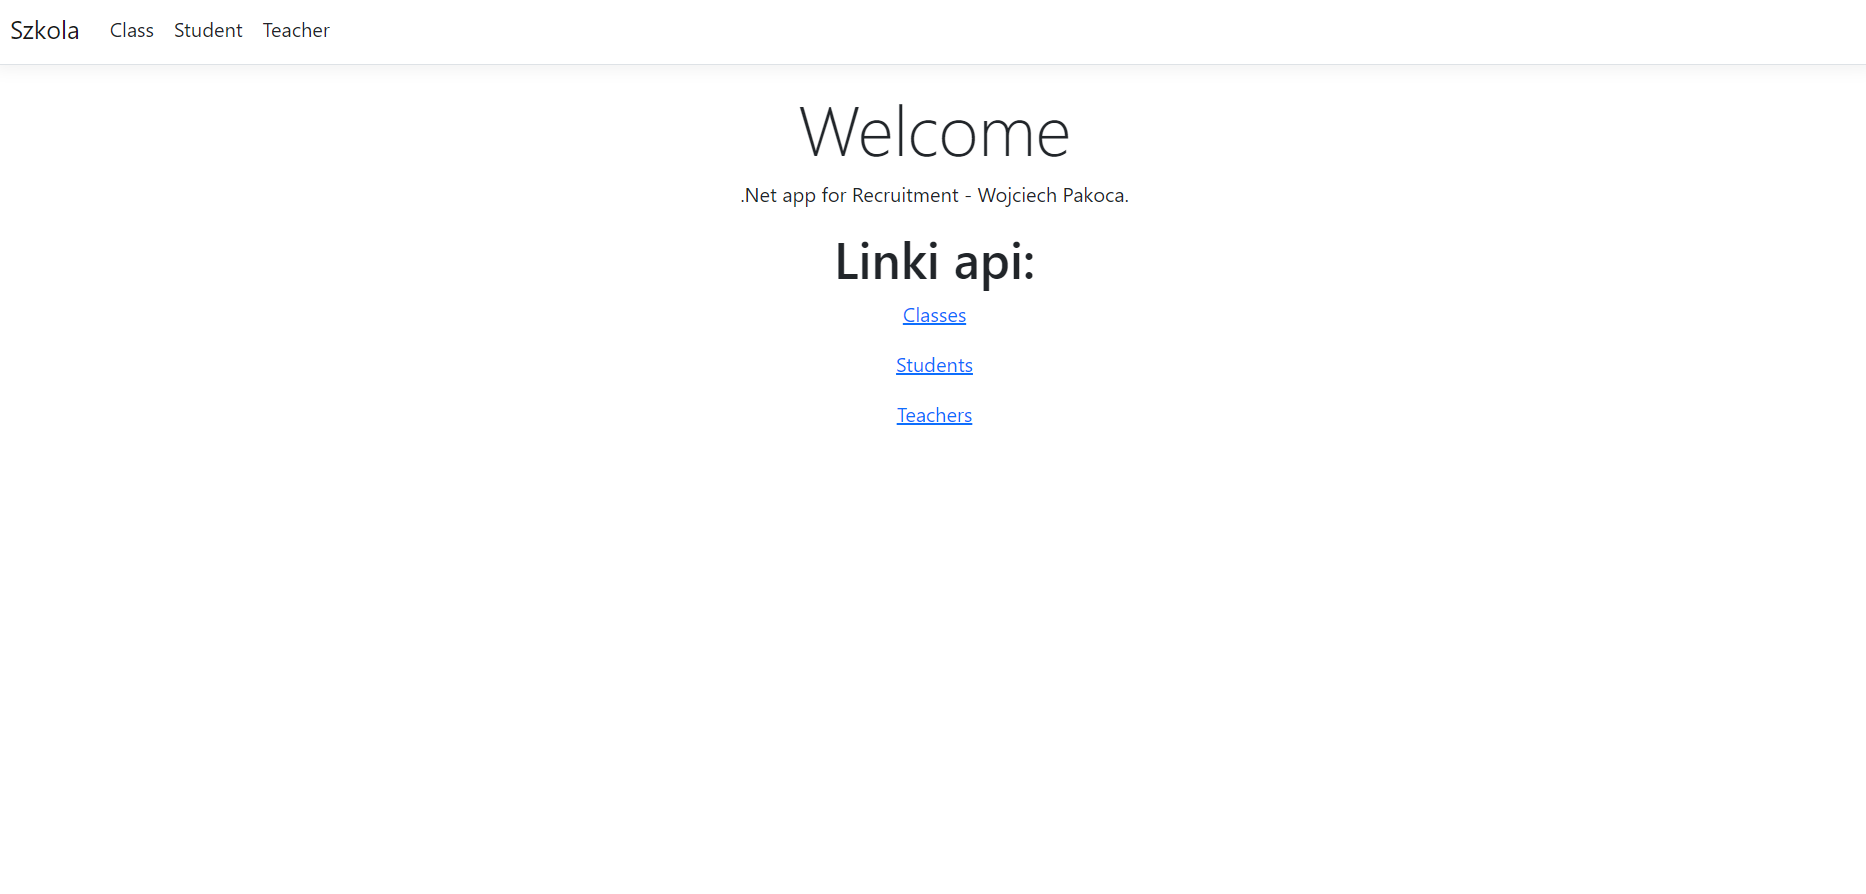 Szkola Class Student Teacher
Welcome
.Net app for Recruitment - Wojciech Pakoca.
Linki api:
Classes
Students
Teachers